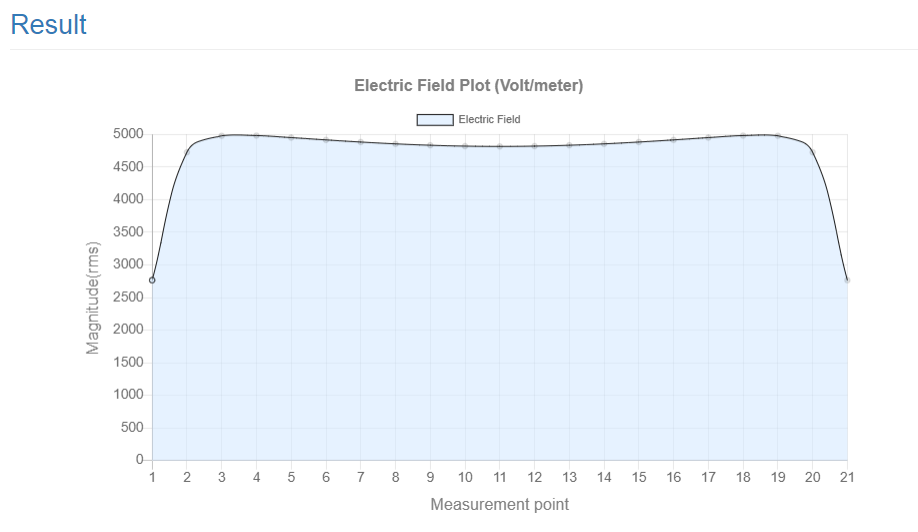 Result
Electric Field Plot (Volt/meter)
Electric Field
5000
4500
4000
3500
3000
2500
2000
1500
1000
500
0
Magnitude(rms)
1 2 3 4 5 6 7 8 9 10 11 12 13 14 15 16 17 18 19 20 21
Measurement point